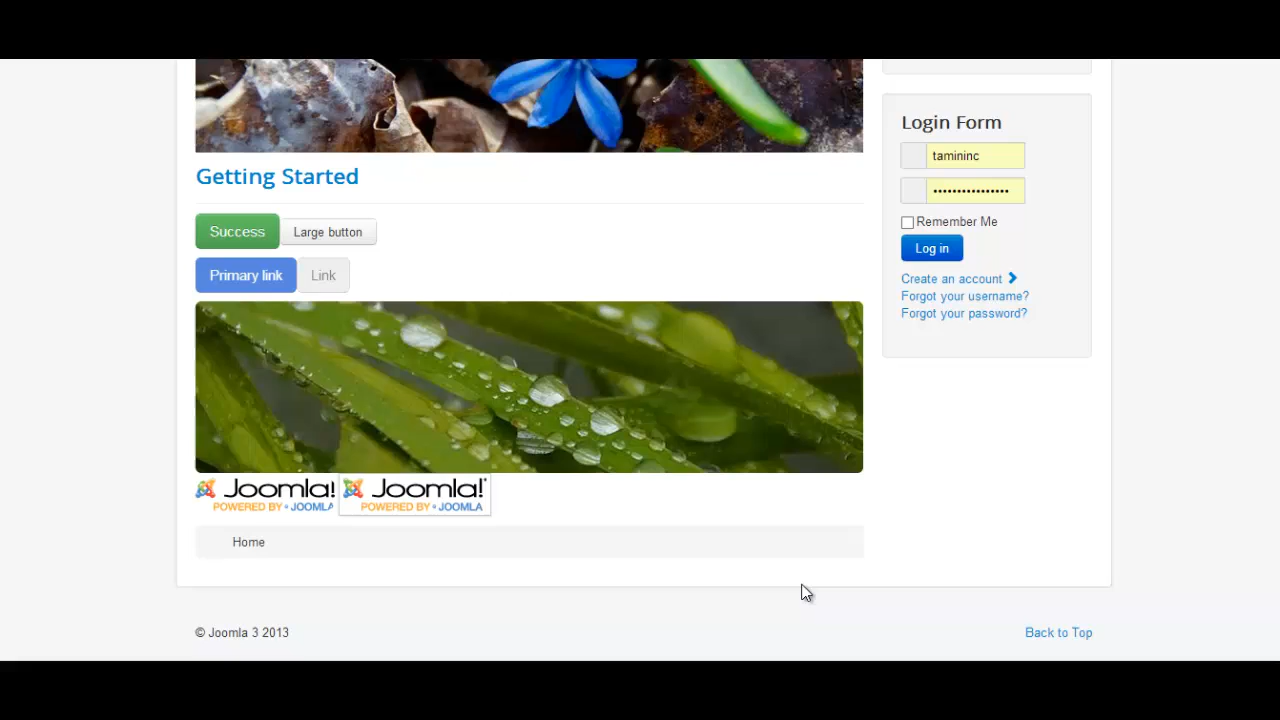 Getting Started
Success
Large button
Primary link
Link
Joomla!
POWERED BY JOOMLA
Joomla!
POWERED BY JOOMLA
Home
Login Form
tamininc
••••••••••••••••
Remember Me
Log in
Create an account
Forgot your username?
Forgot your password?
© Joomla 3 2013
Back to Top